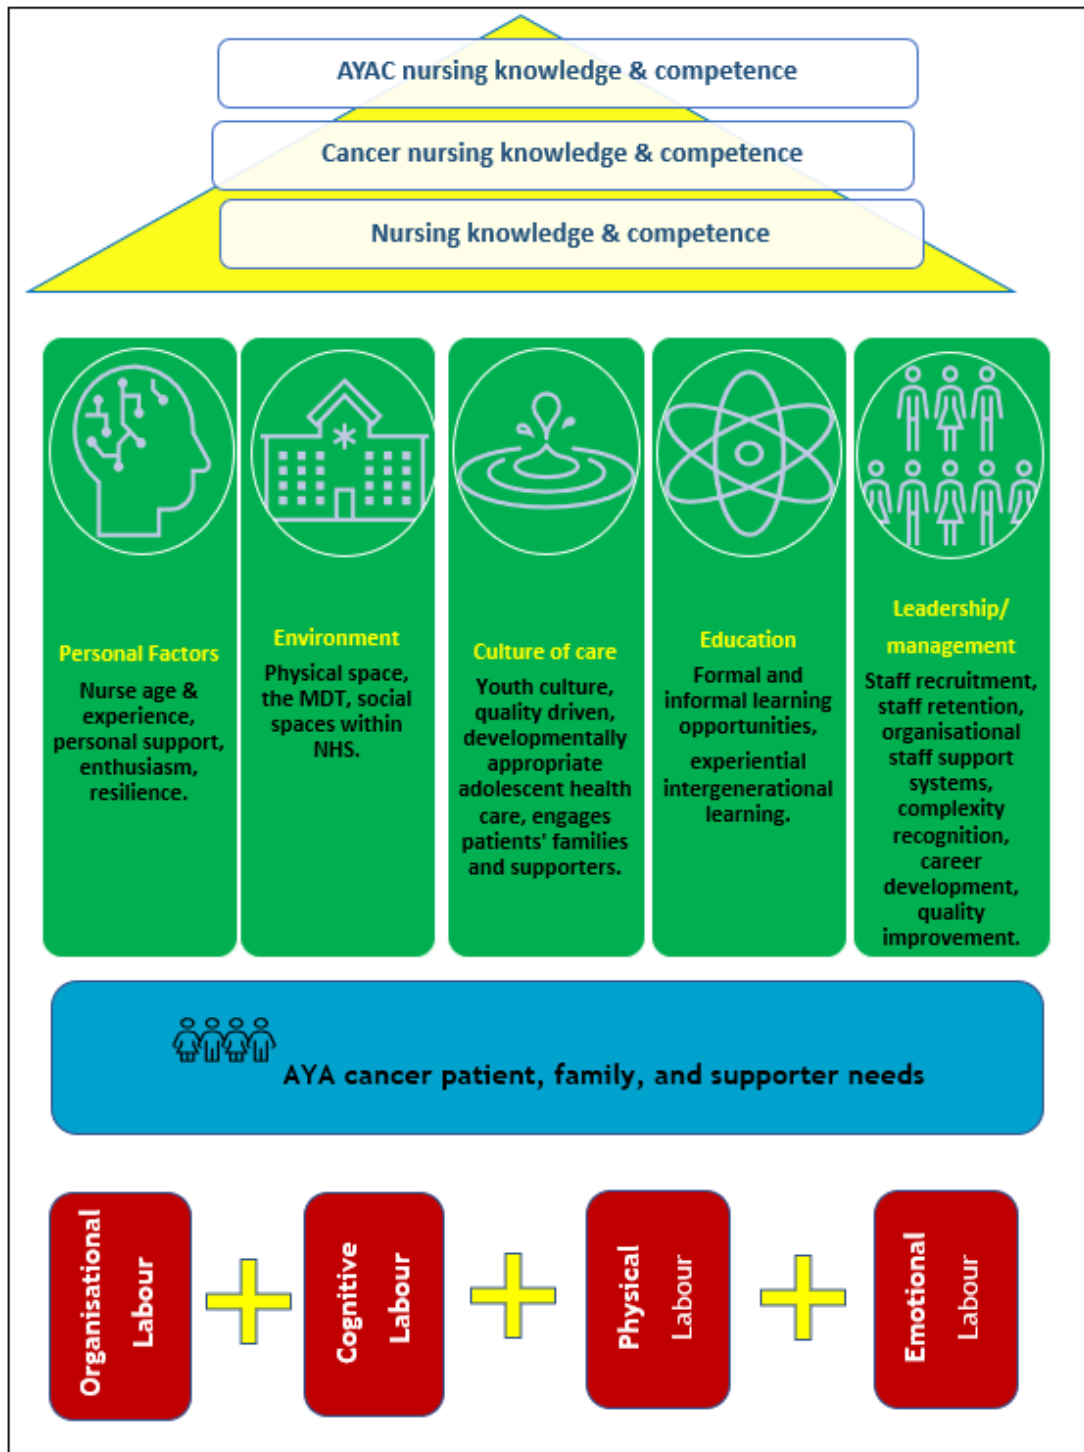 AYAC nursing knowledge & competence
Cancer nursing knowledge & competence
Nursing knowledge & competence
Personal Factors
Nurse age &
experience,
personal support,
enthusiasm,
resilience.
Environment
Physical space,
the MDT, social
spaces within
NHS.
Culture of care
Youth culture,
quality driven,
developmentally
appropriate
adolescent health
care, engages
patients' families
and supporters.
Education
Formal and
informal learning
opportunities,
experiential
intergenerational
learning.
Leadership/
management
Staff recruitment,
staff retention,
organisational
staff support
systems,
complexity
recognition,
career
development,
quality
improvement.
AYA cancer patient, family, and supporter needs
Organisational
Labour
Cognitive
Labour
Physical
Labour
Emotional
Labour